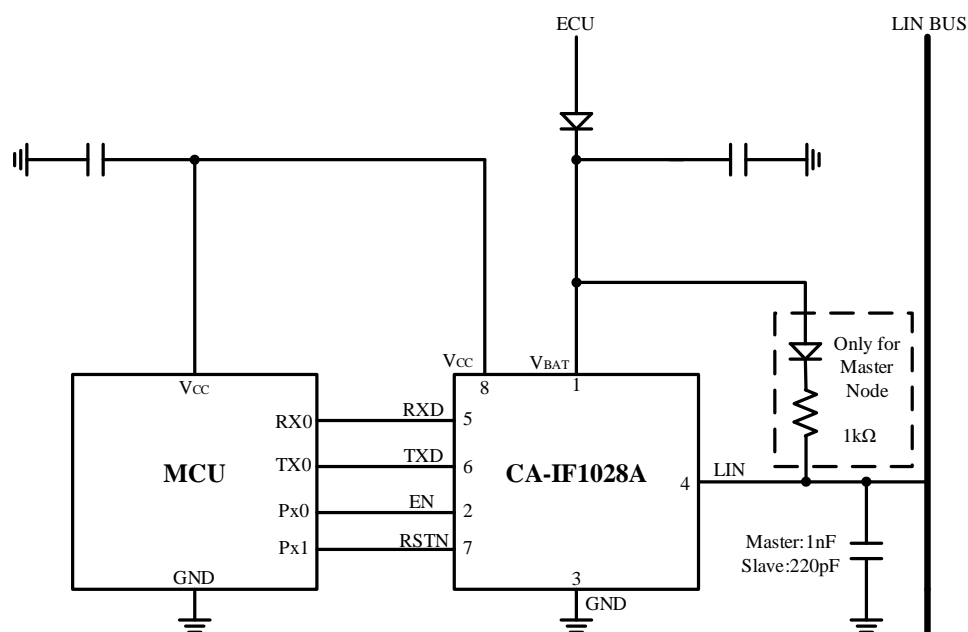 ECU
LIN BUS
VCC
VBAT
8
1
Only for
Master
Node
1kΩ
VCC
RX0
RXD
5
TX0
TXD
6
MCU
CA-IF1028A
4
LIN
Px0
EN
2
Px1
RSTN
7
Master:1nF
Slave:220pF
GND
3
GND